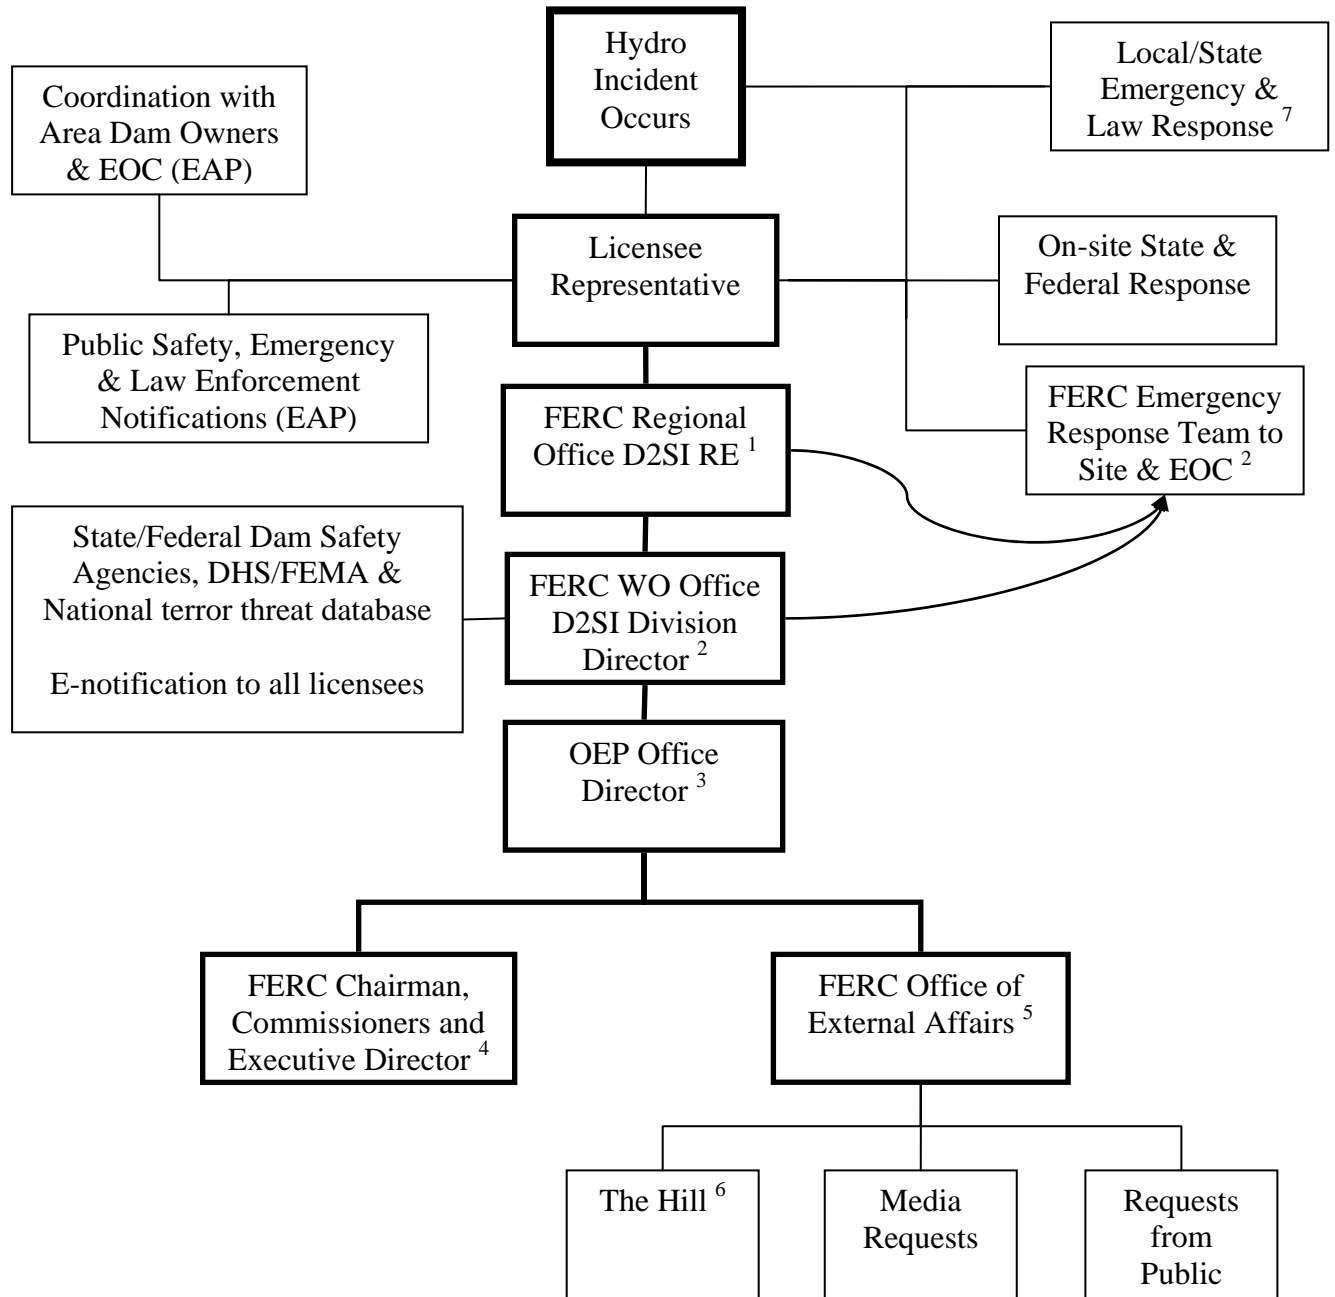 Hydro
Incident
Occurs
Local/State
Emergency &
Law Response 7
Coordination with
Area Dam Owners
& EOC (EAP)
Licensee
Representative
On-site State &
Federal Response
Public Safety, Emergency
& Law Enforcement
Notifications (EAP)
FERC Regional
Office D2SI RE 1
FERC Emergency
Response Team to
Site & EOC 2
State/Federal Dam Safety
Agencies, DHS/FEMA &
National terror threat database
E-notification to all licensees
FERC WO Office
D2SI Division
Director 2
OEP Office
Director 3
FERC Chairman,
Commissioners and
Executive Director 4
FERC Office of
External Affairs 5
The Hill 6
Media
Requests
Requests
from
Public